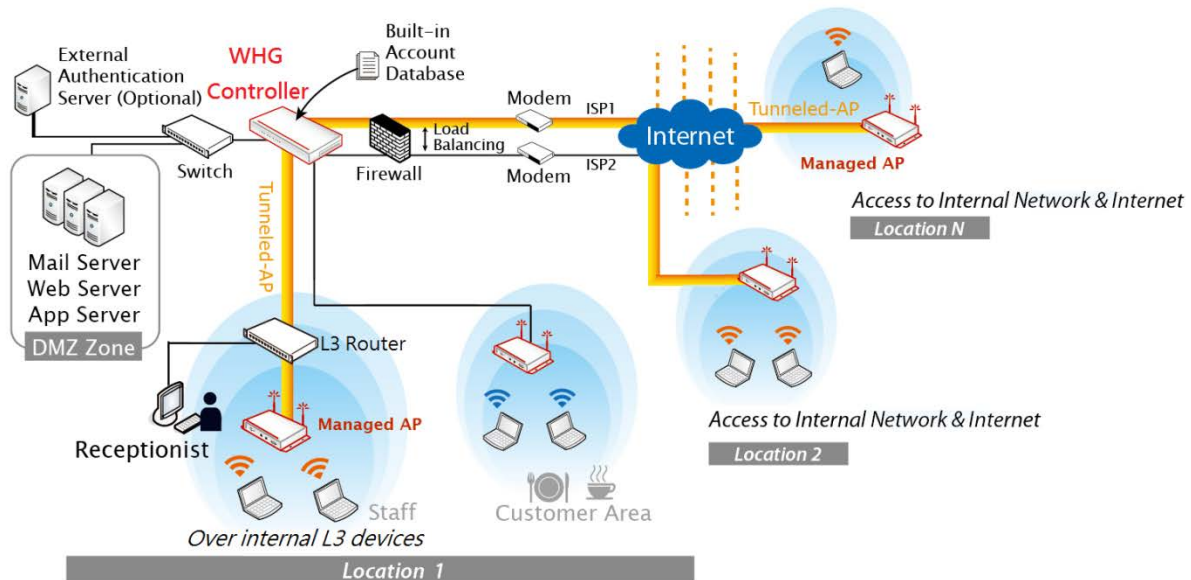 External
Authentication
Server (Optional)
WHG
Controller
Built-in
Account
Database
Switch
Firewall
Load
Balancing
Modem
ISP1
Modem
ISP2
Internet
Tunneled-AP
Managed AP
Access to Internal Network & Internet
Location N
Mail Server
Web Server
App Server
DMZ Zone
Tunneled-AP
L3 Router
Receptionist
Managed AP
Staff
Over internal L3 devices
Customer Area
Access to Internal Network & Internet
Location 2
Location 1